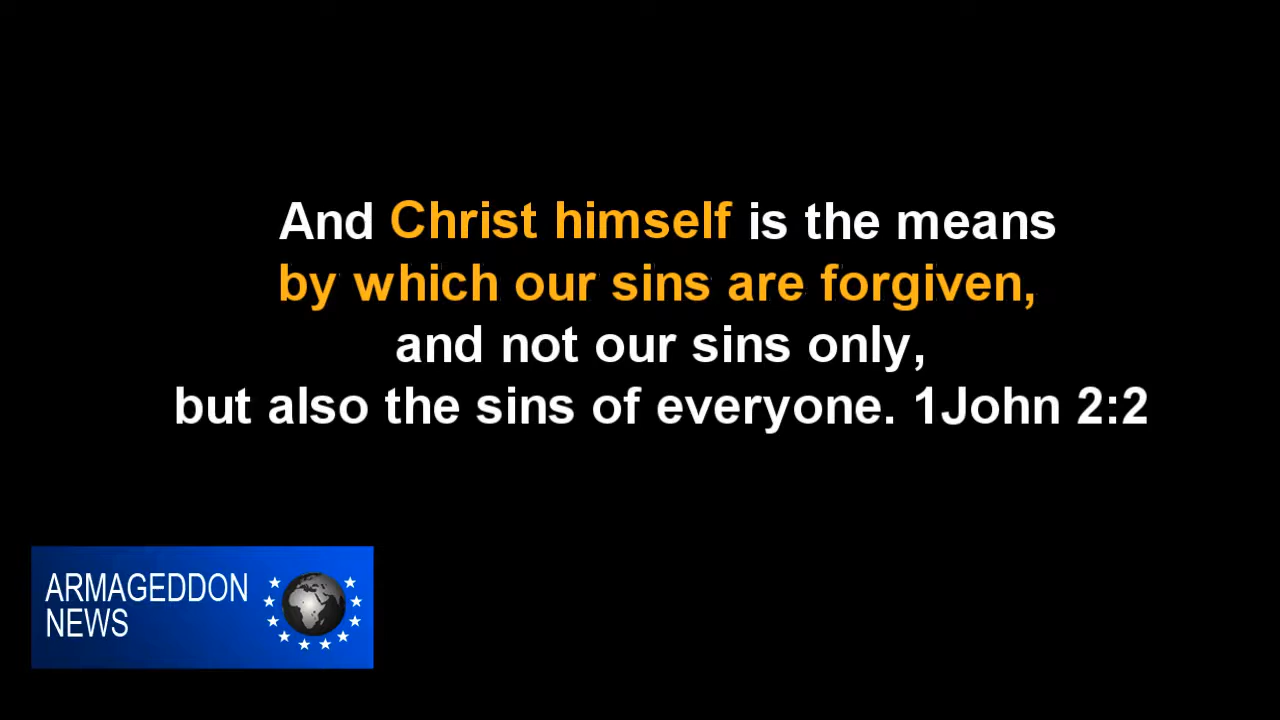 And Christ himself is the means
by which our sins are forgiven,
and not our sins only,
but also the sins of everyone. 1John 2:2
ARMAGEDDON
NEWS